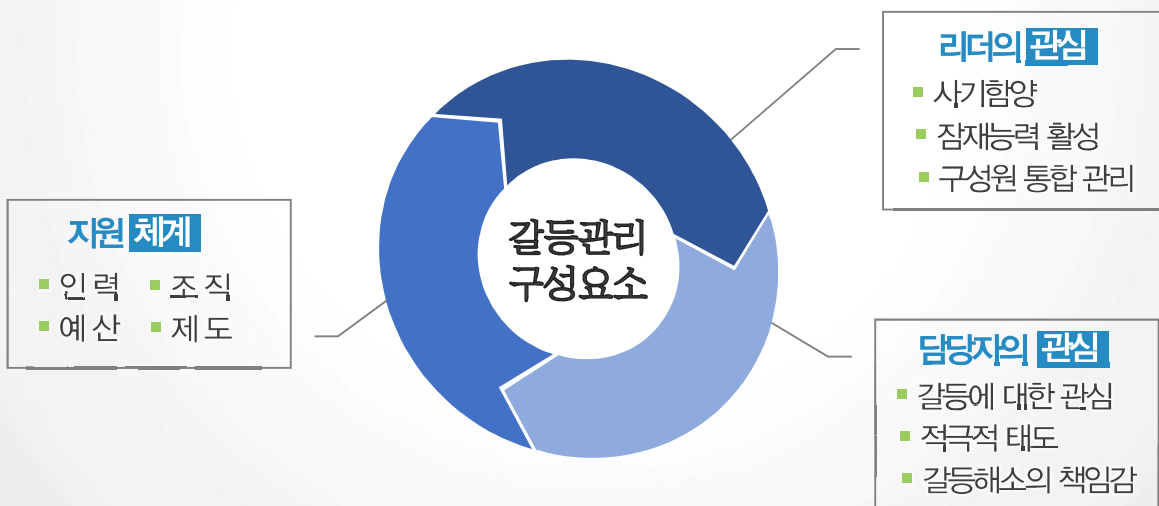 갈등관리
구성요소
리더의 관심
사기함양
잠재능력 활성
구성원 통합 관리
담당자의 관심
갈등에 대한 관심
적극적 태도
갈등해소의 책임감
지원 체계
인력 조직
예산 제도